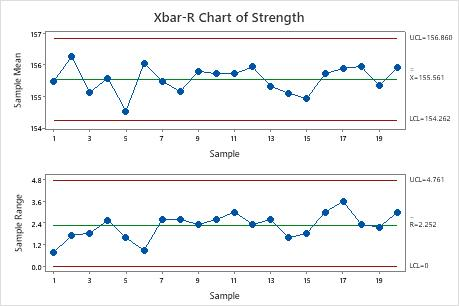 Xbar-R Chart of Strength
157
156
155
154
Sample Mean
UCL=156.860
=
X=155.561
LCL=154.262
1 3 5 7 9 11 13 15 17 19
Sample
4.8
3.6
2.4
1.2
0.0
Sample Range
UCL=4.761
_
R=2.252
LCL=0
1 3 5 7 9 11 13 15 17 19
Sample